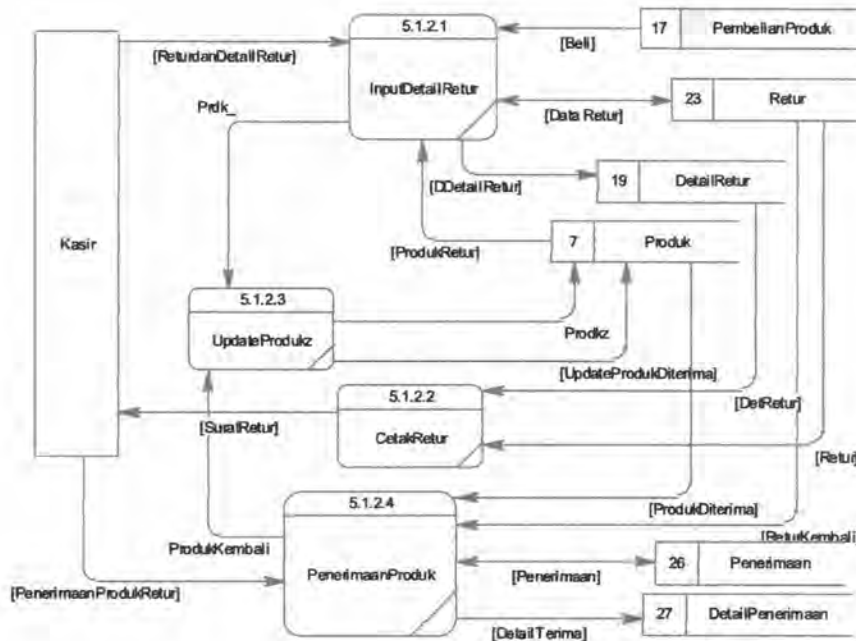 5.1.2.1
InputDetailRetur
[ReturdanDetailRetur]
[Beli]
17 PembelianProduk
[Data Retur]
23 Retur
Prdk_
[DDetailRetur]
19 DetailRetur
Kasir
[ProdukRetur]
7 Produk
5.1.2.3
UpdateProdukz
Prodkz
[UpdateProdukDiterima]
5.1.2.2
CetakRetur
[DetRetur]
[SuratRetur]
[Retur]
5.1.2.4
PenerimaanProduk
[ProdukDiterima]
[ReturKembali]
ProdukKembali
[Penerimaan]
26 Penerimaan
[PenerimaanProdukRetur]
[DetailTerima]
27 DetailPenerimaan